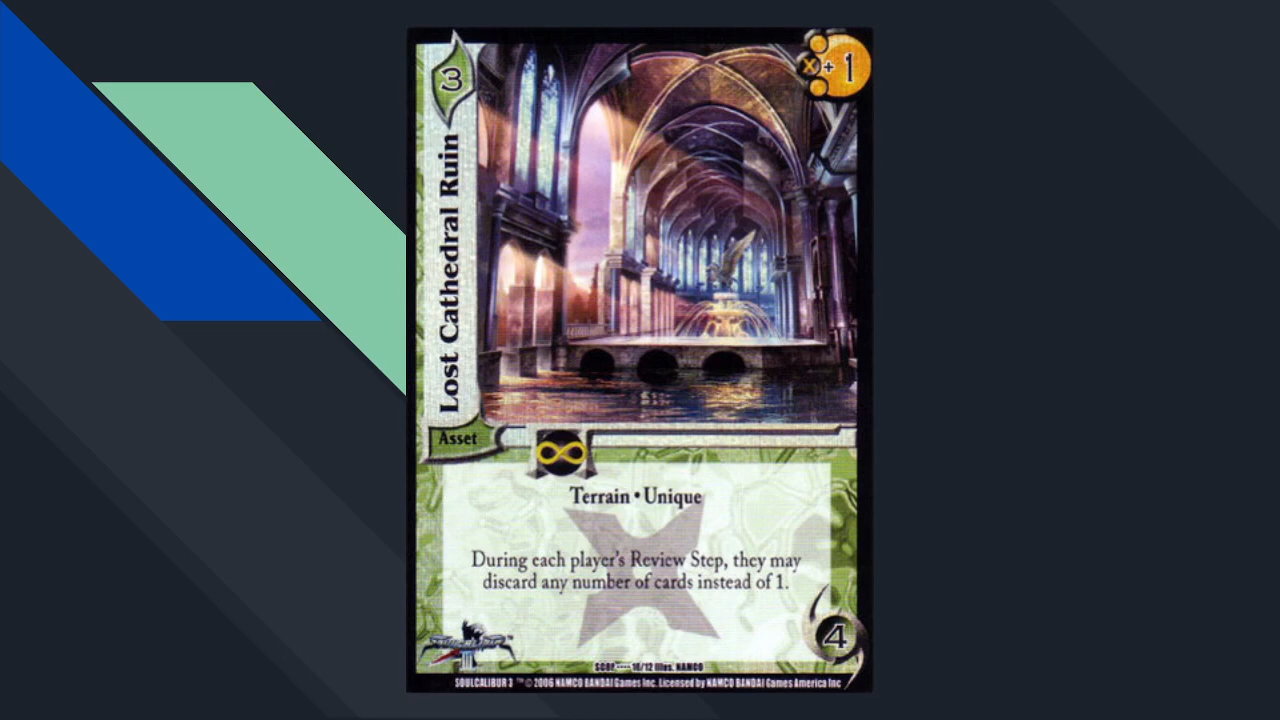 3
X + 1
Lost Cathedral Ruin
Asset
Terrain • Unique
During each player's Review Step, they may
discard any number of cards instead of 1.
4
SOULCALIBUR 3 ™ © 2006 NAMCO BANDAI Games Inc. Licensed by NAMCO BANDAI Games America Inc